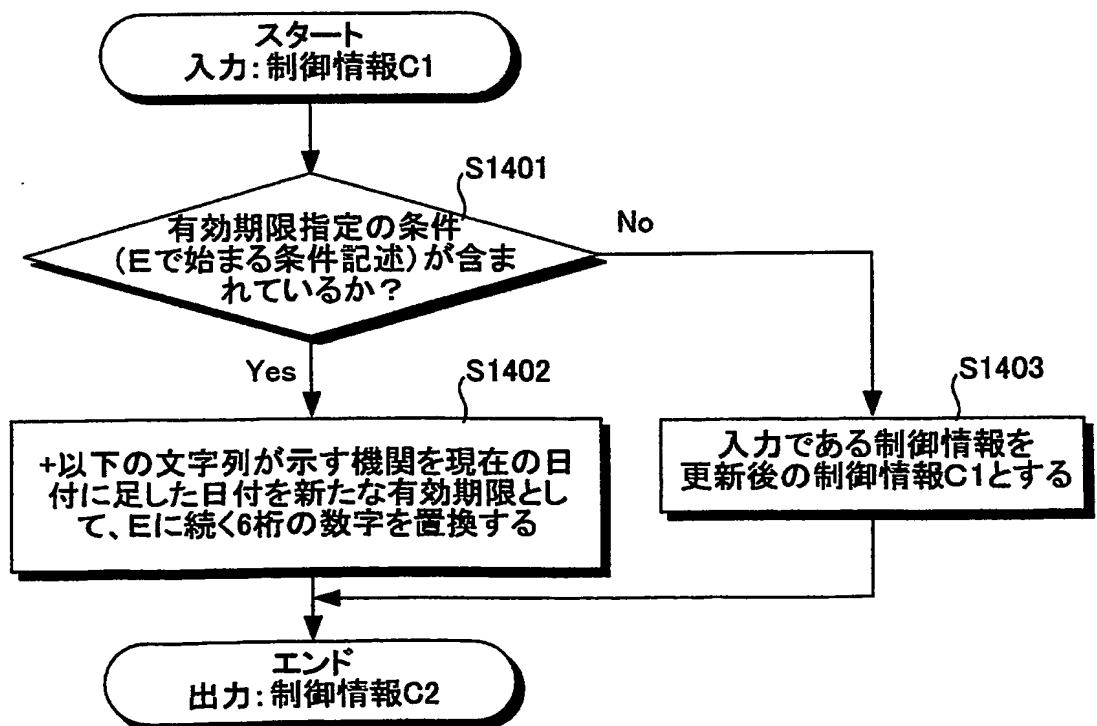 スタート
入力:制御情報C1
S1401
有効期限指定の条件
(Eで始まる条件記述)が含ま
れているか?
No
Yes
S1402
+以下の文字列が示す機関を現在の日
付に足した日付を新たな有効期限とし
て、Eに続く6桁の数字を置換する
S1403
入力である制御情報を
更新後の制御情報C1とする
エンド
出力:制御情報C2